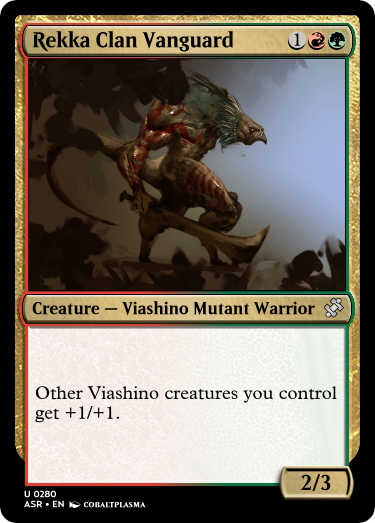 Rekka Clan Vanguard 1
Creature — Viashino Mutant Warrior
Other Viashino creatures you control
get +1/+1.
2/3
U 0280
ASR • EN COBALTPLASMA